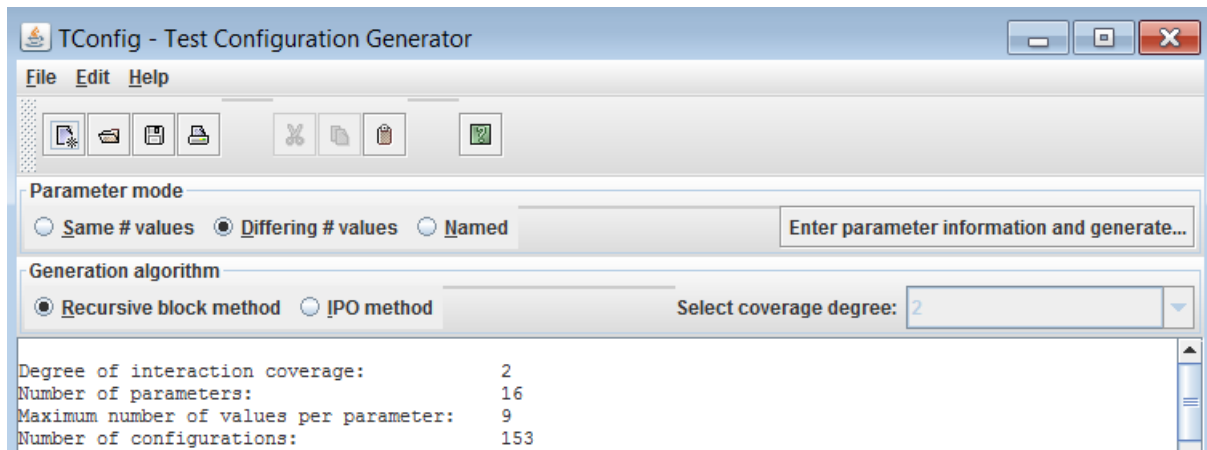 TConfig - Test Configuration Generator
File Edit Help
Parameter mode
Same # values Differing # values Named Enter parameter information and generate...
Generation algorithm
Recursive block method IPO method Select coverage degree: 2
Degree of interaction coverage: 2
Number of parameters: 16
Maximum number of values per parameter: 9
Number of configurations: 153